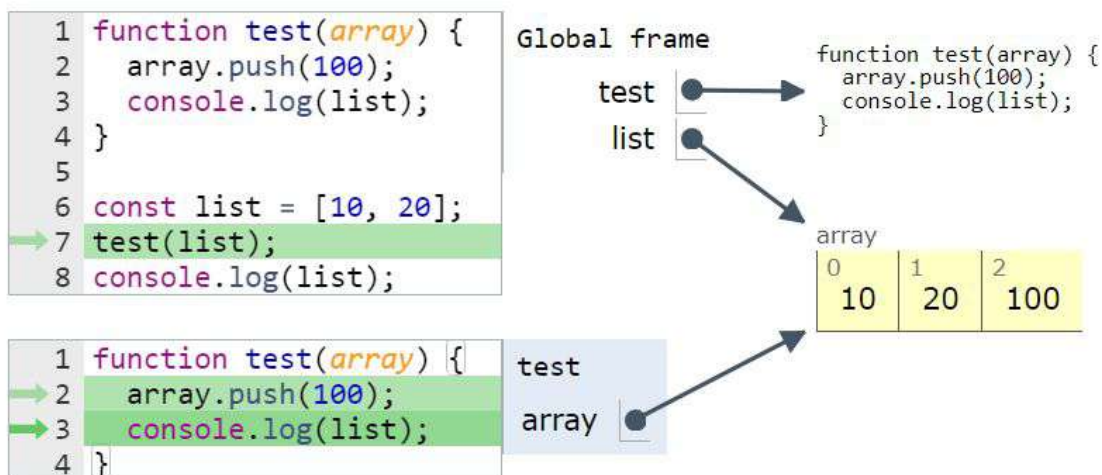 1 function test(array) {
2 array.push(100);
3 console.log(list);
4 }
5
6 const list = [10, 20];
7 test(list);
8 console.log(list);
Global frame
test
list
function test(array) {
array.push(100);
console.log(list);
}
array
0 1 2
10 20 100
1 function test(array) {
2 array.push(100);
3 console.log(list);
4 }
test
array